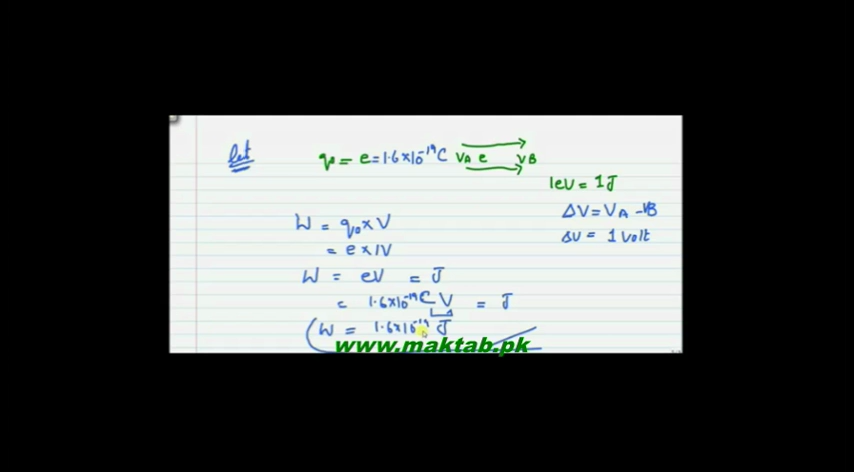 let q₀ = e = 1.6×10⁻¹⁹C VA e VB
1eV = 1J
ΔV = VA - VB
ΔV = 1 Volt
W = q₀×V
= e×1V
W = eV = J
= 1.6×10⁻¹⁹C V = J
(W = 1.6×10⁻¹⁹ J
www.maktab.pk